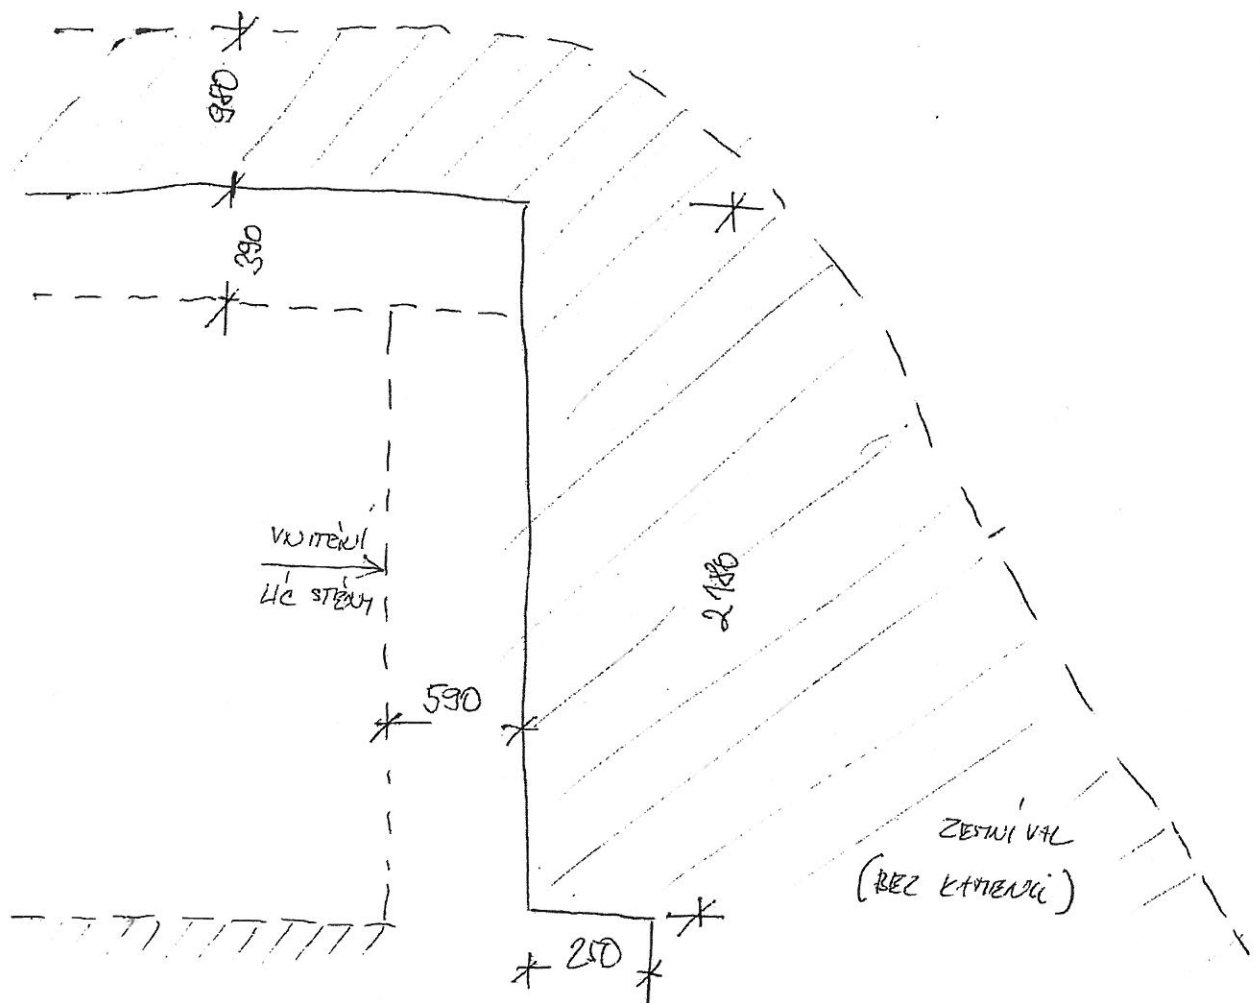 980
390
VNITŘNÍ
LÍC STĚNY
590
2180
ZEMNÍ VAL
(BEZ KAMENŮ)
250